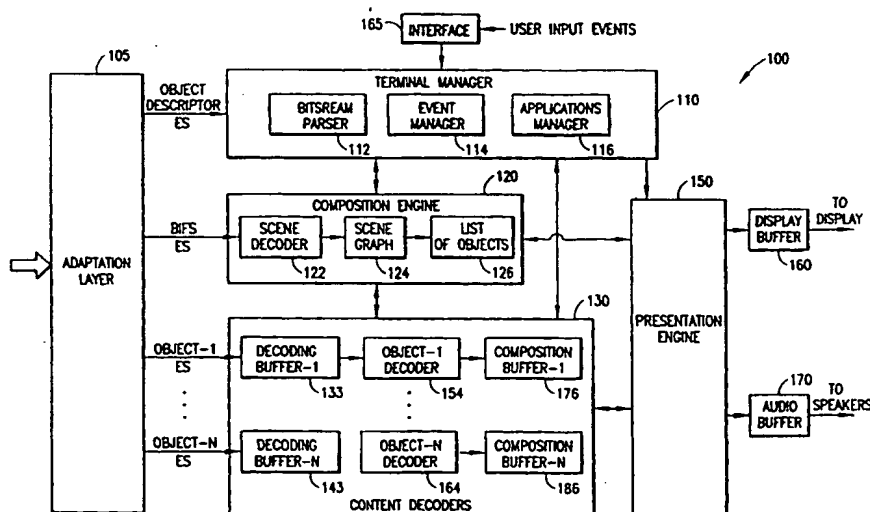 165
INTERFACE
USER INPUT EVENTS
105
100
OBJECT
DESCRIPTOR
ES
TERMINAL MANAGER
BITSREAM
PARSER
EVENT
MANAGER
APPLICATIONS
MANAGER
112
114
116
110
120
COMPOSITION ENGINE
150
BIFS
ES
SCENE
DECODER
SCENE
GRAPH
LIST
OF OBJECTS
122
124
126
TO
DISPLAY
DISPLAY
BUFFER
160
ADAPTATION
LAYER
130
PRESENTATION
ENGINE
OBJECT-1
ES
DECODING
BUFFER-1
OBJECT-1
DECODER
COMPOSITION
BUFFER-1
133
154
176
170
TO
SPEAKERS
AUDIO
BUFFER
OBJECT-N
ES
DECODING
BUFFER-N
OBJECT-N
DECODER
COMPOSITION
BUFFER-N
143
164
186
CONTENT DECODERS